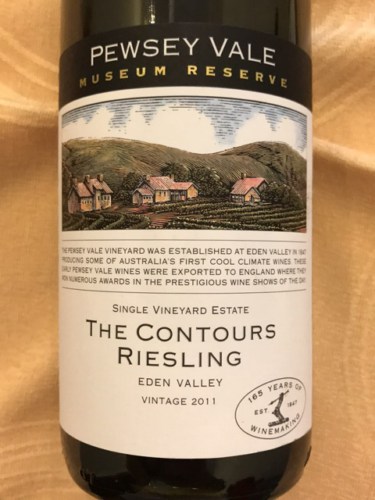 PEWSEY VALE
MUSEUM RESERVE
THE PEWSEY VALE VINEYARD WAS ESTABLISHED AT EDEN VALLEY IN 1847
PRODUCING SOME OF AUSTRALIA'S FIRST COOL CLIMATE WINES. THESE
EARLY PEWSEY VALE WINES WERE EXPORTED TO ENGLAND WHERE THEY
WON NUMEROUS AWARDS IN THE PRESTIGIOUS WINE SHOWS OF THE DAY
SINGLE VINEYARD ESTATE
THE CONTOURS
RIESLING
EDEN VALLEY
VINTAGE 2011
165 YEARS OF
EST. 1847
WINEMAKING